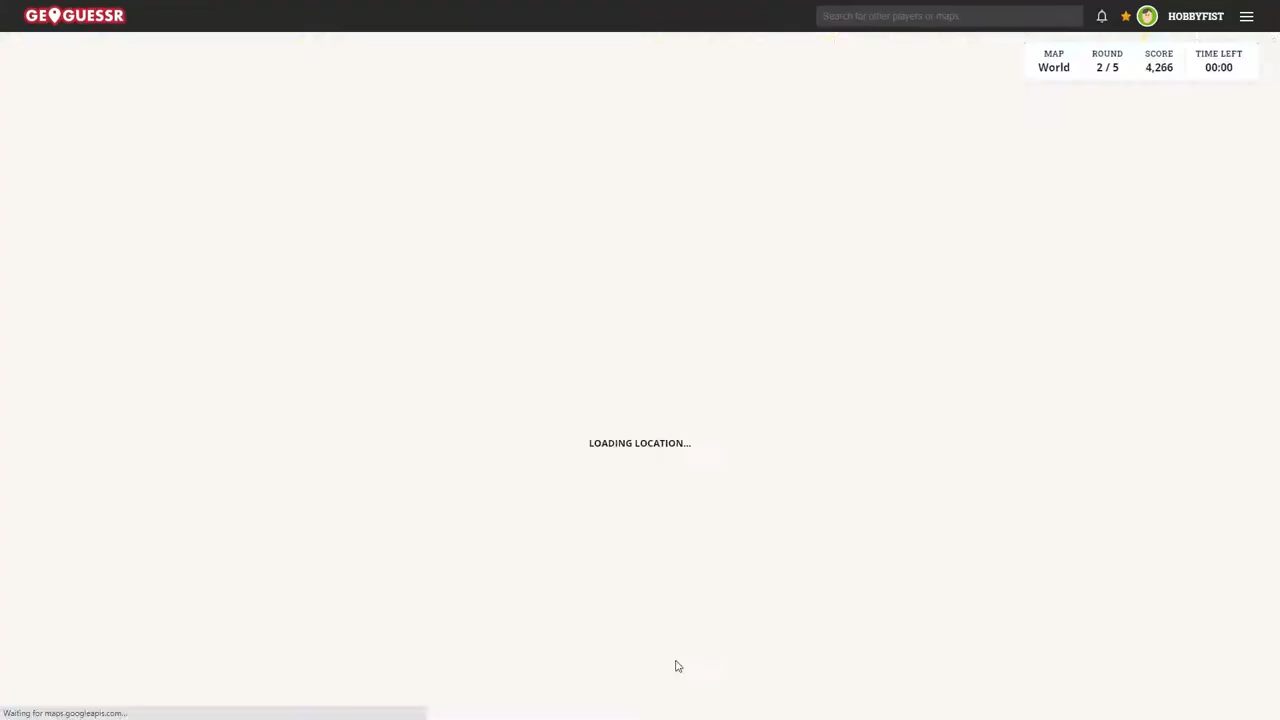 GEOGUESSR
Search for other players or maps.
HOBBYFIST
MAP ROUND SCORE TIME LEFT
World 2 / 5 4,266 00:00
LOADING LOCATION...
Waiting for maps.googleapis.com...